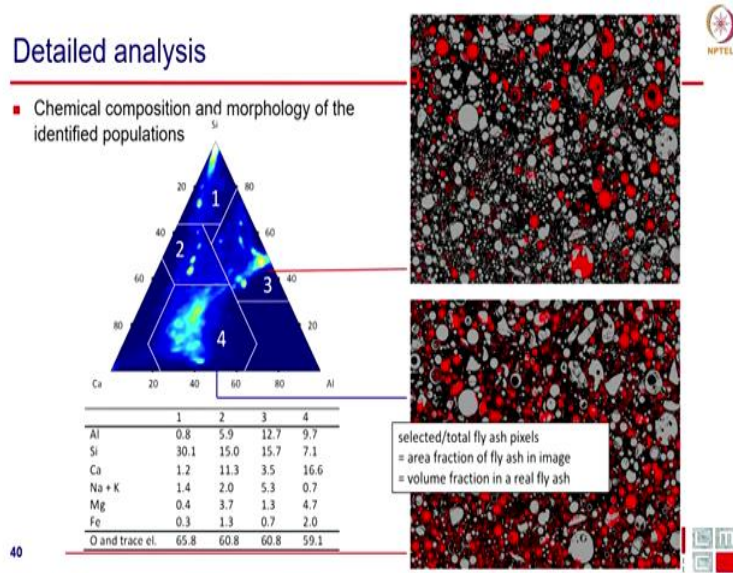 Detailed analysis
NPTEL
Chemical composition and morphology of the
identified populations
Si
20 80
1
40 60
2
60 3 40
80 4 20
Ca 20 40 60 80 Al
1 2 3 4
Al 0.8 5.9 12.7 9.7
Si 30.1 15.0 15.7 7.1
Ca 1.2 11.3 3.5 16.6
Na + K 1.4 2.0 5.3 0.7
Mg 0.4 3.7 1.3 4.7
Fe 0.3 1.3 0.7 2.0
O and trace el. 65.8 60.8 60.8 59.1
selected/total fly ash pixels
= area fraction of fly ash in image
= volume fraction in a real fly ash
40